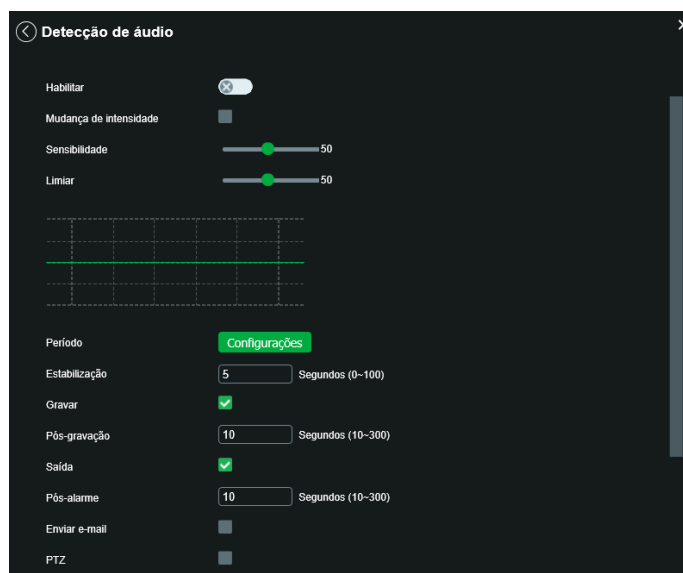 Detecção de áudio
Habilitar
Mudança de intensidade
Sensibilidade 50
Limiar 50
Período Configurações
Estabilização 5 Segundos (0~100)
Gravar
Pós-gravação 10 Segundos (10~300)
Saída
Pós-alarme 10 Segundos (10~300)
Enviar e-mail
PTZ